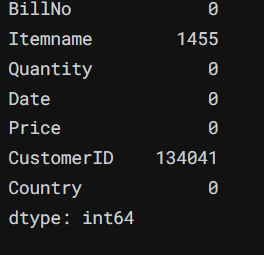 BillNo 0
Itemname 1455
Quantity 0
Date 0
Price 0
CustomerID 134041
Country 0
dtype: int64